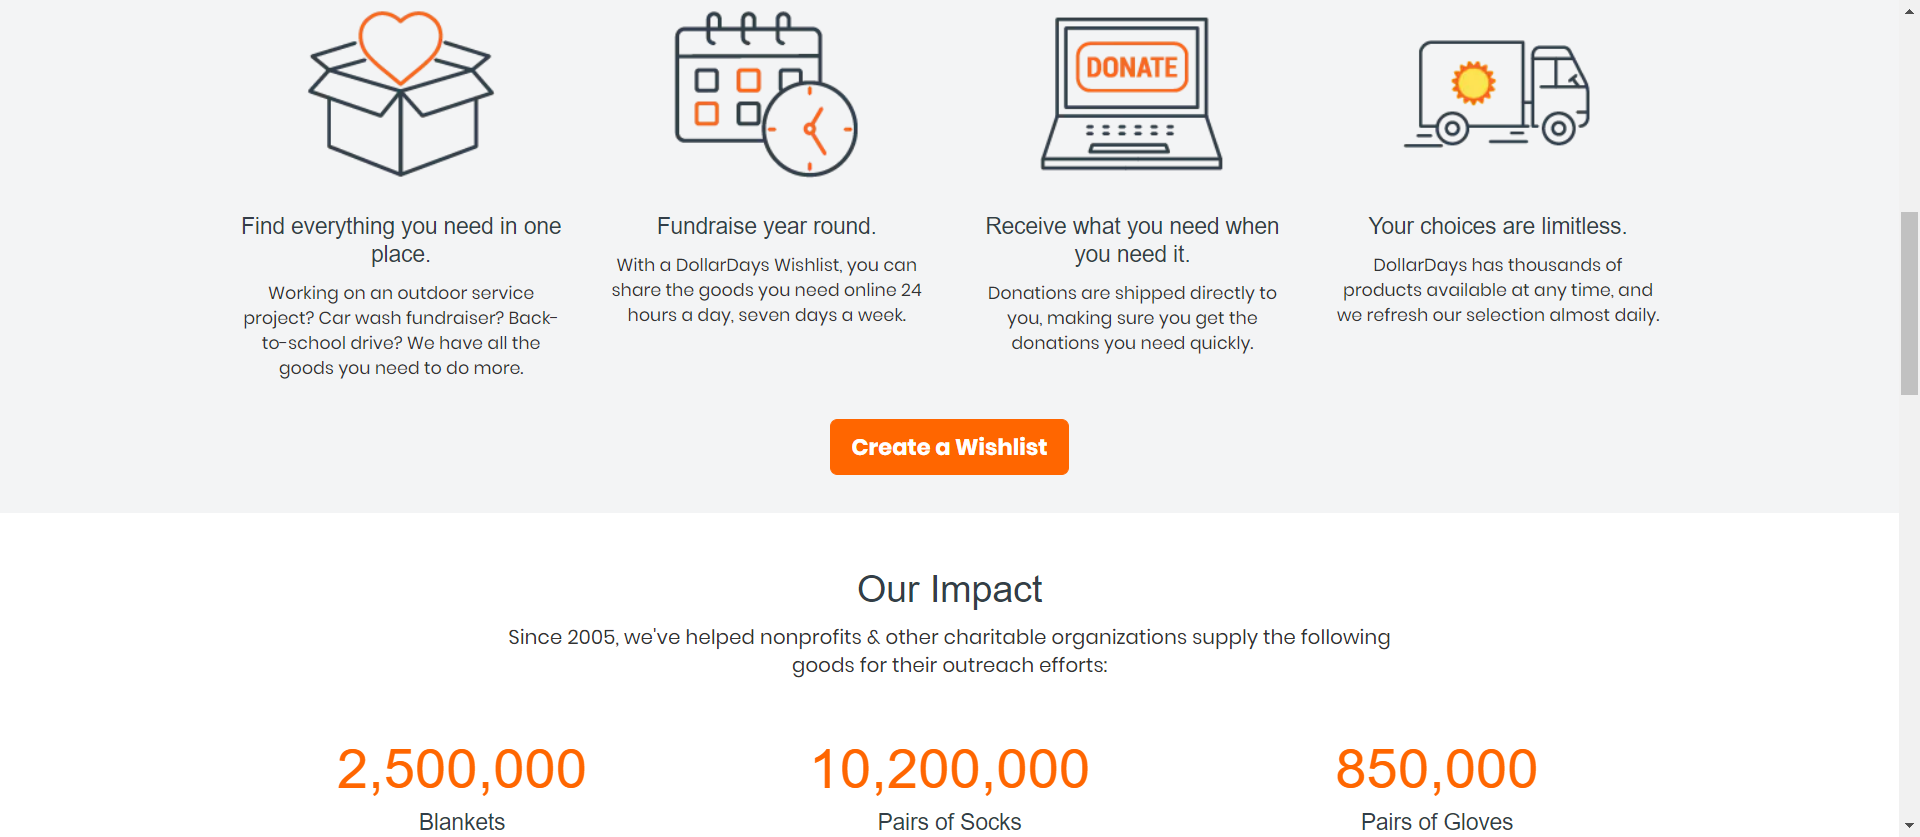 DONATE
Find everything you need in one
place.
Working on an outdoor service
project? Car wash fundraiser? Back-
to-school drive? We have all the
goods you need to do more.
Fundraise year round.
With a DollarDays Wishlist, you can
share the goods you need online 24
hours a day, seven days a week.
Receive what you need when
you need it.
Donations are shipped directly to
you, making sure you get the
donations you need quickly.
Your choices are limitless.
DollarDays has thousands of
products available at any time, and
we refresh our selection almost daily.
Create a Wishlist
Our Impact
Since 2005, we've helped nonprofits & other charitable organizations supply the following
goods for their outreach efforts:
2,500,000
Blankets
10,200,000
Pairs of Socks
850,000
Pairs of Gloves